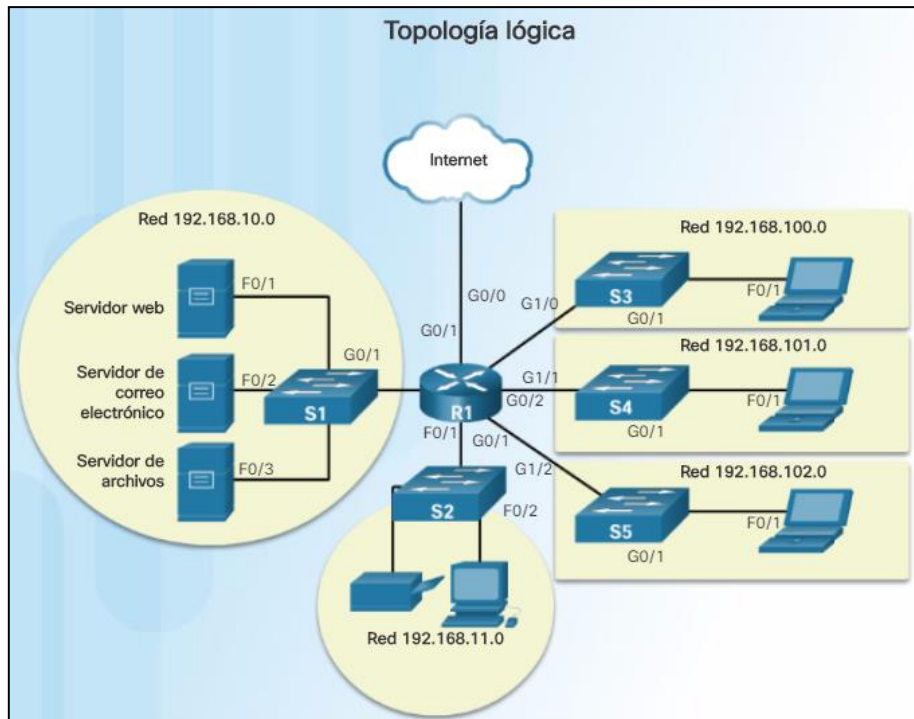 Topología lógica
Internet
Red 192.168.10.0
Servidor web
F0/1
Servidor de
correo
electrónico
F0/2
Servidor de
archivos
F0/3
G0/1
S1
G0/0
G0/1
G1/0
R1
G1/1
G0/2
F0/1
G0/1
G1/2
S2
F0/2
Red 192.168.11.0
Red 192.168.100.0
S3
F0/1
G0/1
Red 192.168.101.0
S4
F0/1
G0/1
Red 192.168.102.0
S5
F0/1
G0/1